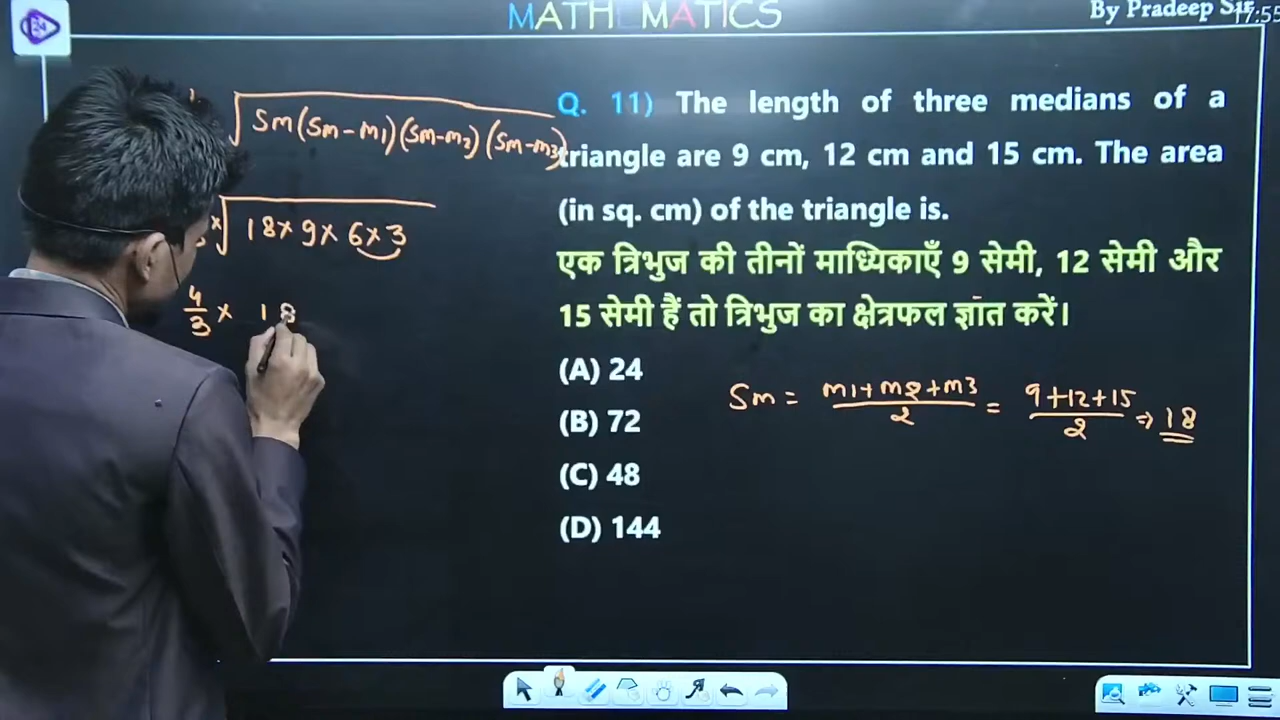 MATHEMATICS
By Pradeep Sir
17:55
√Sm(Sm-m1)(Sm-m2)(Sm-m3)
×√18×9×6×3
4/3 × 18
Q. 11) The length of three medians of a
triangle are 9 cm, 12 cm and 15 cm. The area
(in sq. cm) of the triangle is.
एक त्रिभुज की तीनों माध्यिकाएँ 9 सेमी, 12 सेमी और
15 सेमी हैं तो त्रिभुज का क्षेत्रफल ज्ञात करें।
(A) 24
(B) 72
(C) 48
(D) 144
Sm = m1+m2+m3/2 = 9+12+15/2 ⇒ 18